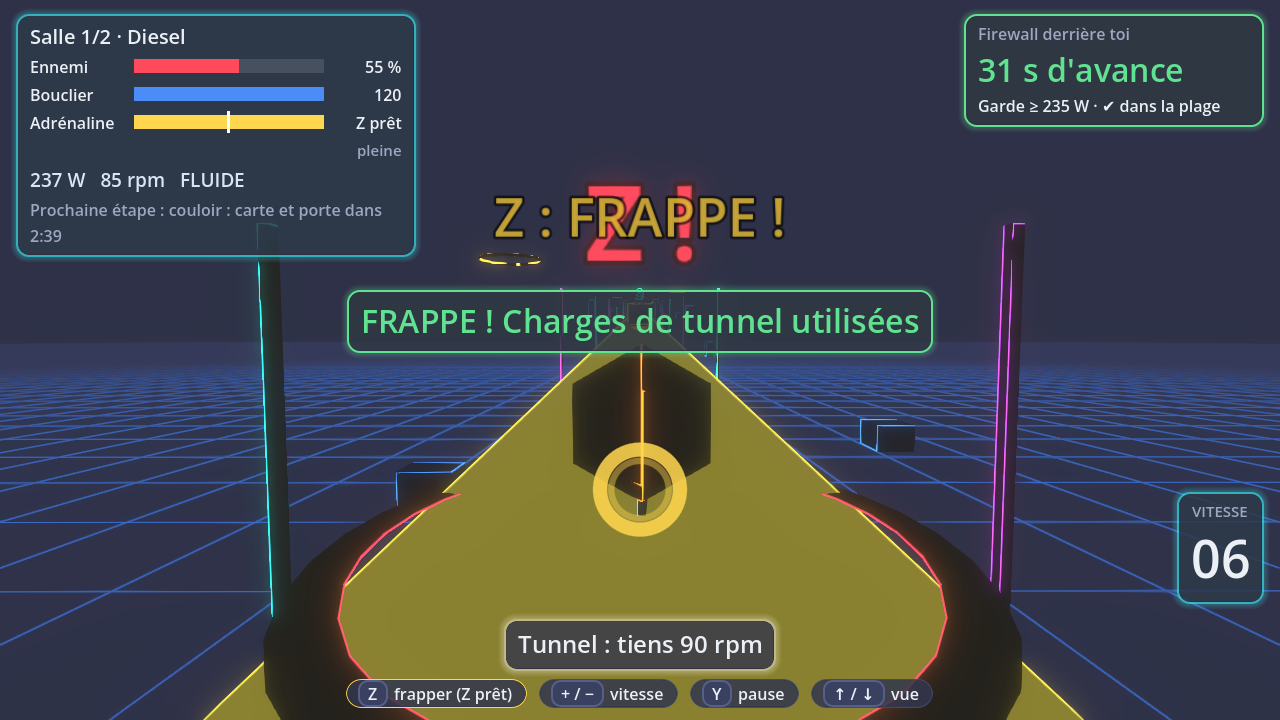 Salle 1/2 · Diesel
Ennemi 55 %
Bouclier 120
Adrénaline Z prêt
pleine
237 W 85 rpm FLUIDE
Prochaine étape : couloir : carte et porte dans
2:39
Firewall derrière toi
31 s d'avance
Garde ≥ 235 W · ✔ dans la plage
Z !
Z : FRAPPE !
FRAPPE ! Charges de tunnel utilisées
VITESSE
06
Tunnel : tiens 90 rpm
Z frapper (Z prêt) + / − vitesse Y pause ↑ / ↓ vue